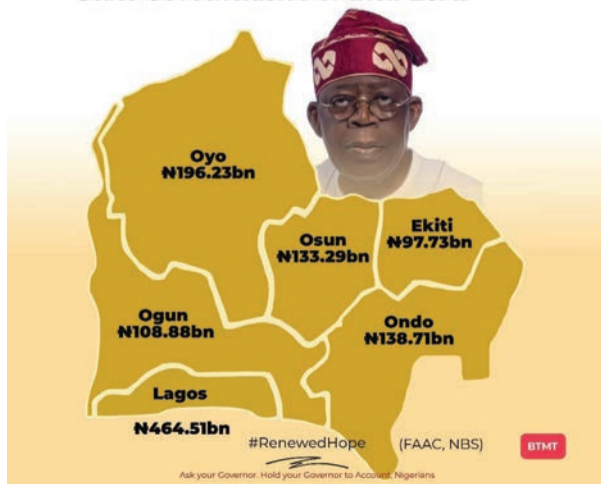 Oyo
₦196.23bn
Osun
₦133.29bn
Ekiti
₦97.73bn
Ogun
₦108.88bn
Ondo
₦138.71bn
Lagos
₦464.51bn
#RenewedHope (FAAC, NBS) BTMT
Ask your Governor. Hold your Governor to Account, Nigerians